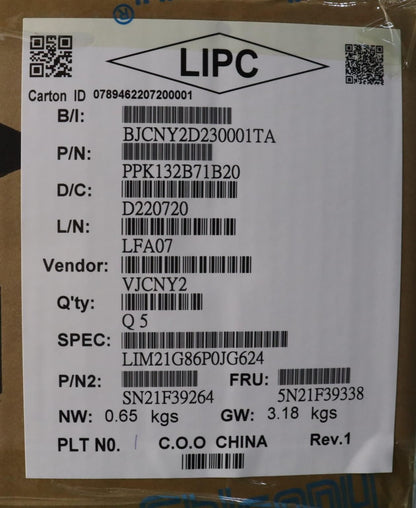 LIPC
Carton ID 0789462207200001
B/I:
BJCNY2D230001TA
P/N:
PPK132B71B20
D/C:
D220720
L/N:
LFA07
Vendor:
VJCNY2
Q'ty:
Q 5
SPEC:
LIM21G86P0JG624
P/N2: FRU:
SN21F39264 5N21F39338
NW: 0.65 kgs GW: 3.18 kgs
PLT N0. 1 C.O.O CHINA Rev.1